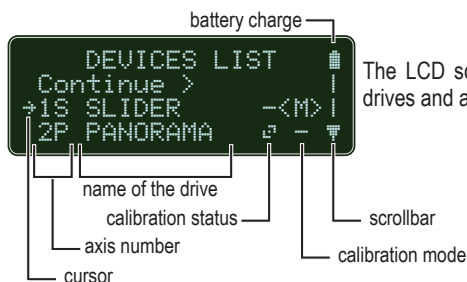 battery charge
DEVICES LIST
Continue >
→1S SLIDER –<M>
2P PANORAMA –
The LCD sc
drives and a
name of the drive
calibration status
scrollbar
axis number
calibration mode
cursor